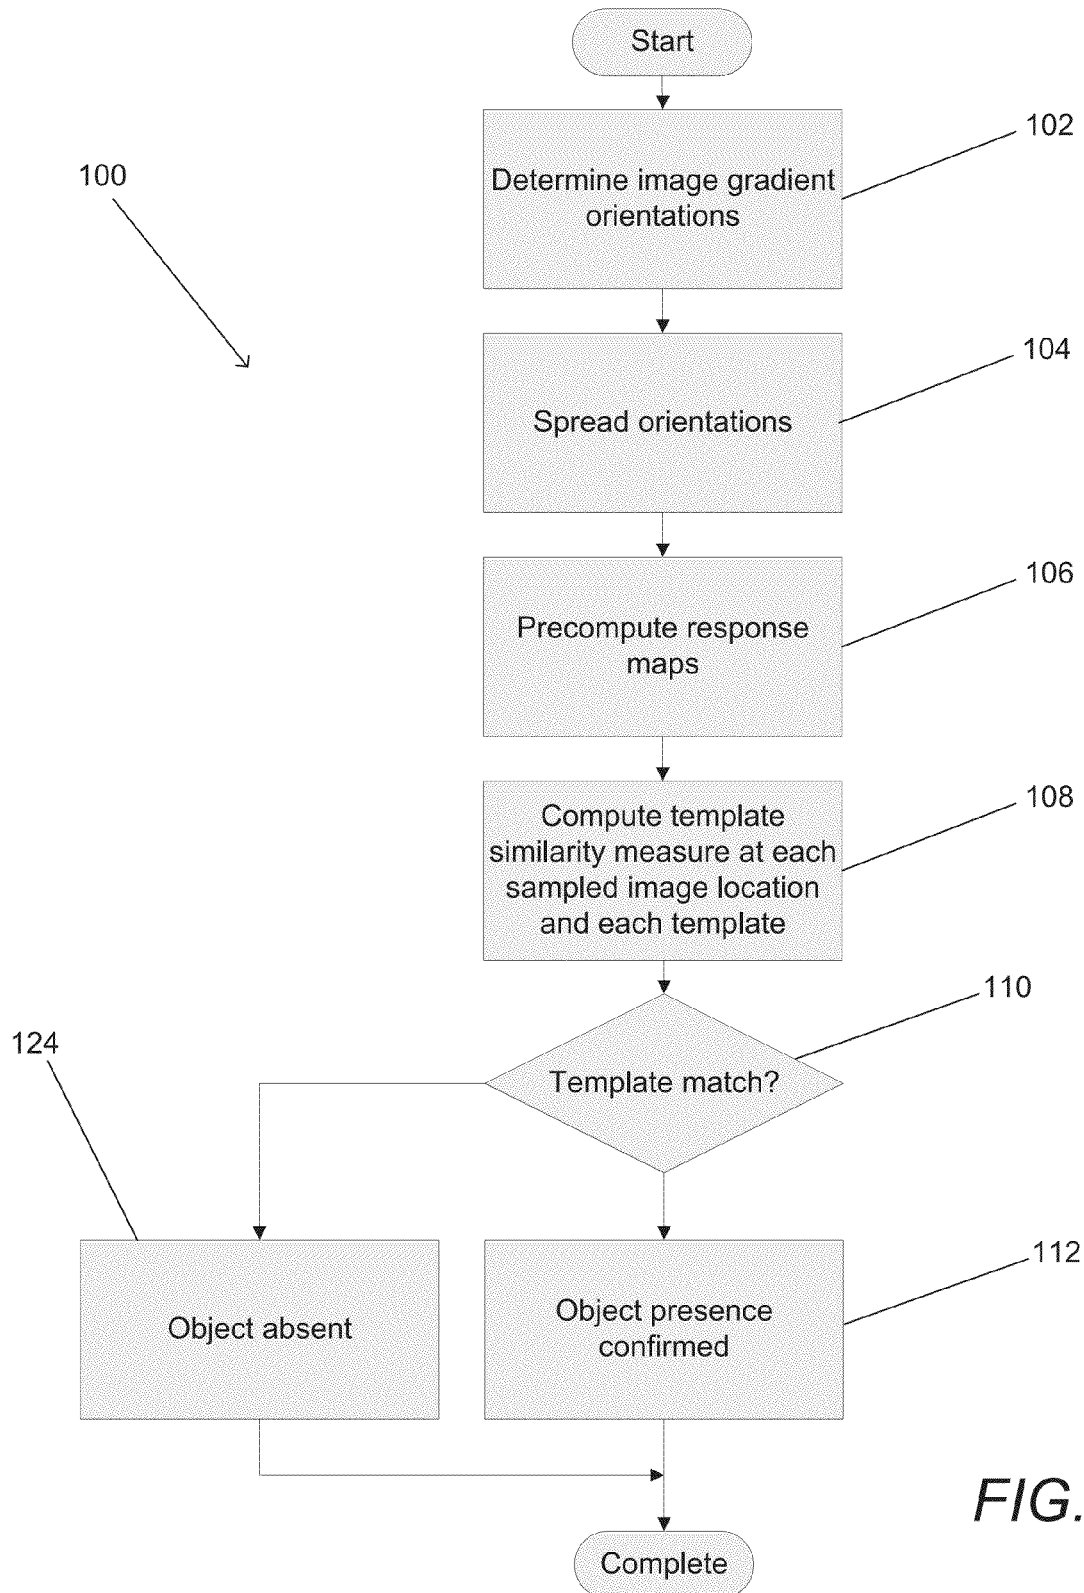 Start
102
Determine image gradient
orientations
100
104
Spread orientations
106
Precompute response
maps
108
Compute template
similarity measure at each
sampled image location
and each template
110
Template match?
124
112
Object absent
Object presence
confirmed
FIG.
Complete